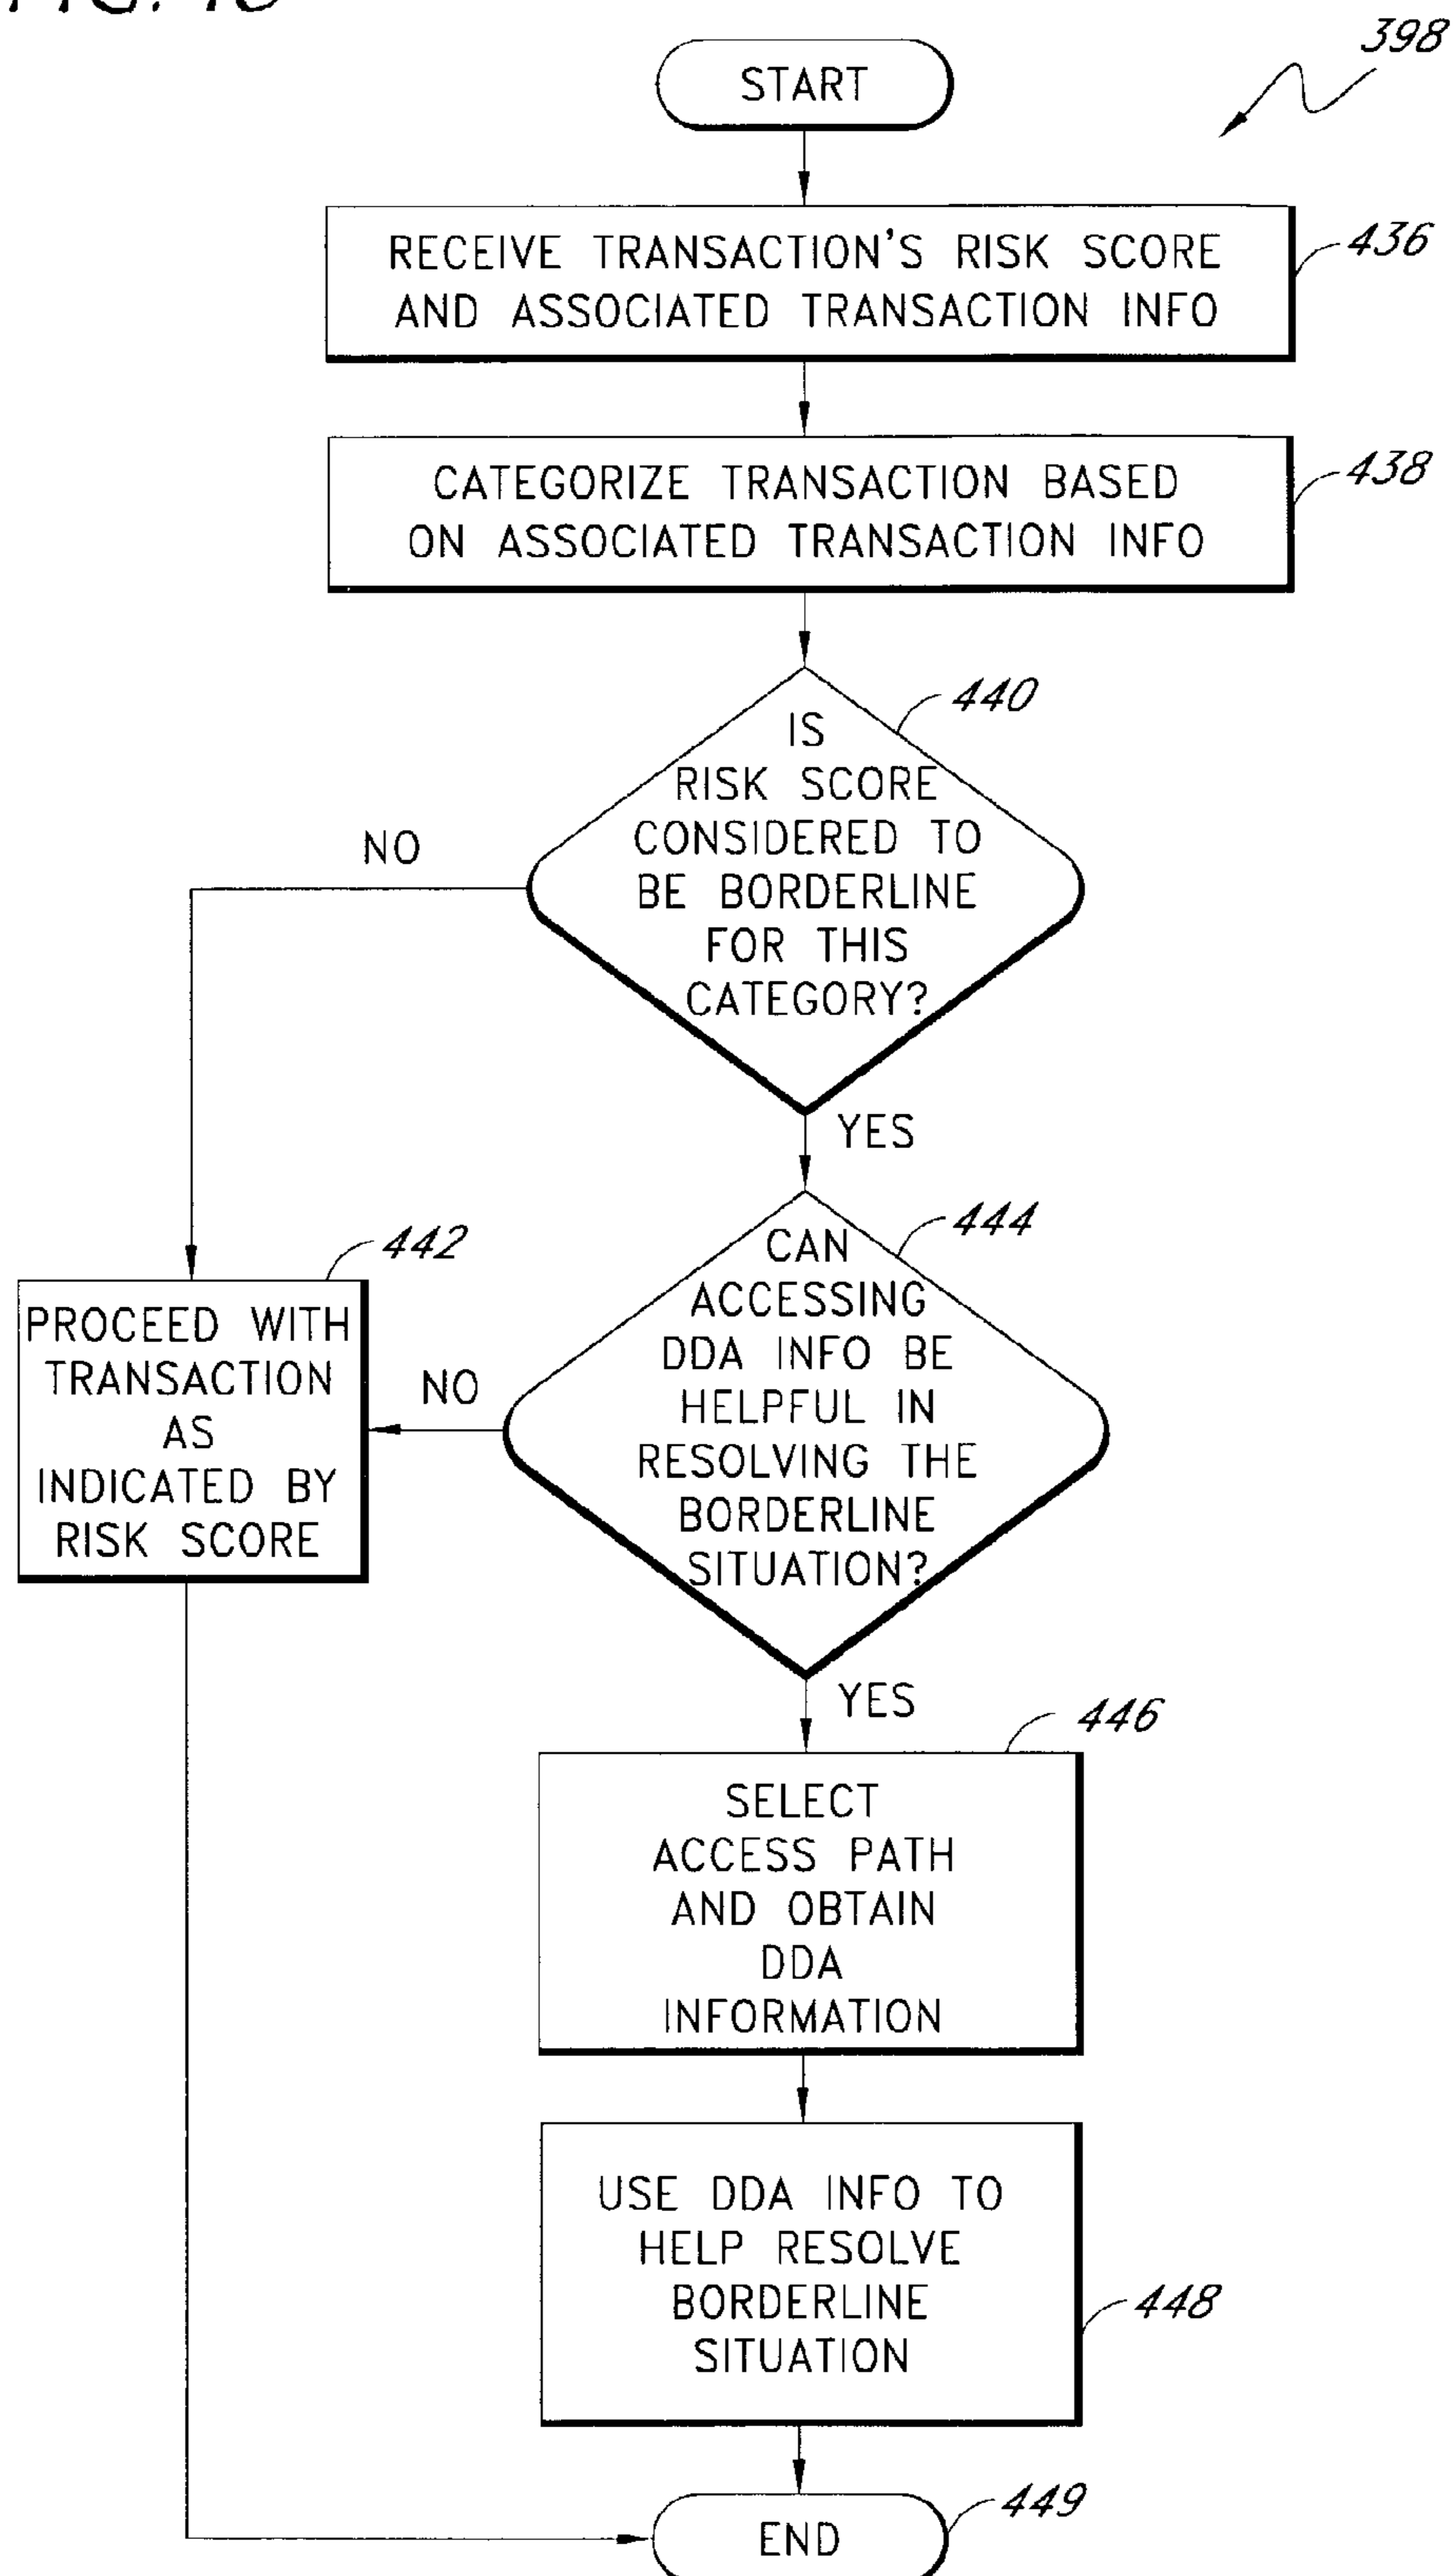 START
398
RECEIVE TRANSACTION'S RISK SCORE
AND ASSOCIATED TRANSACTION INFO
436
CATEGORIZE TRANSACTION BASED
ON ASSOCIATED TRANSACTION INFO
438
IS
RISK SCORE
CONSIDERED TO
BE BORDERLINE
FOR THIS
CATEGORY?
440
NO
YES
CAN
ACCESSING
DDA INFO BE
HELPFUL IN
RESOLVING THE
BORDERLINE
SITUATION?
444
NO
442
PROCEED WITH
TRANSACTION
AS
INDICATED BY
RISK SCORE
YES
446
SELECT
ACCESS PATH
AND OBTAIN
DDA
INFORMATION
USE DDA INFO TO
HELP RESOLVE
BORDERLINE
SITUATION
448
END
449